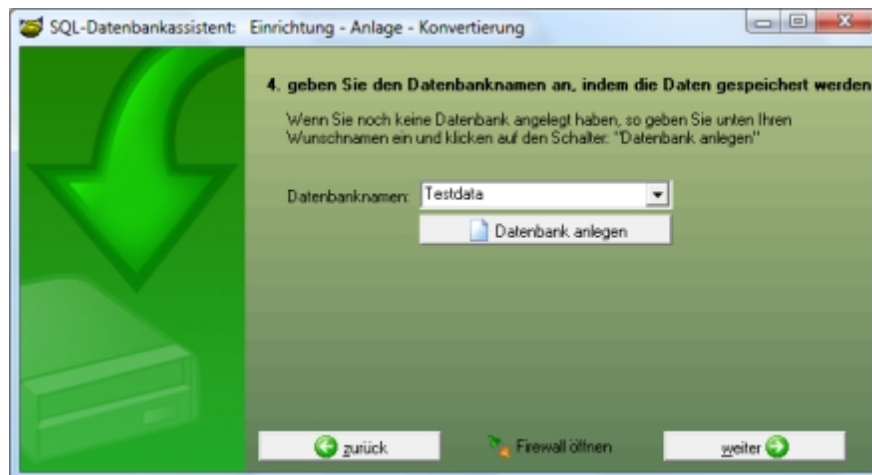 SQL-Datenbankassistent: Einrichtung - Anlage - Konvertierung
4. geben Sie den Datenbanknamen an, indem die Daten gespeichert werden
Wenn Sie noch keine Datenbank angelegt haben, so geben Sie unten Ihren
Wunschnamen ein und klicken auf den Schalter: "Datenbank anlegen"
Datenbanknamen: Testdata
Datenbank anlegen
zurück Firewall öffnen weiter